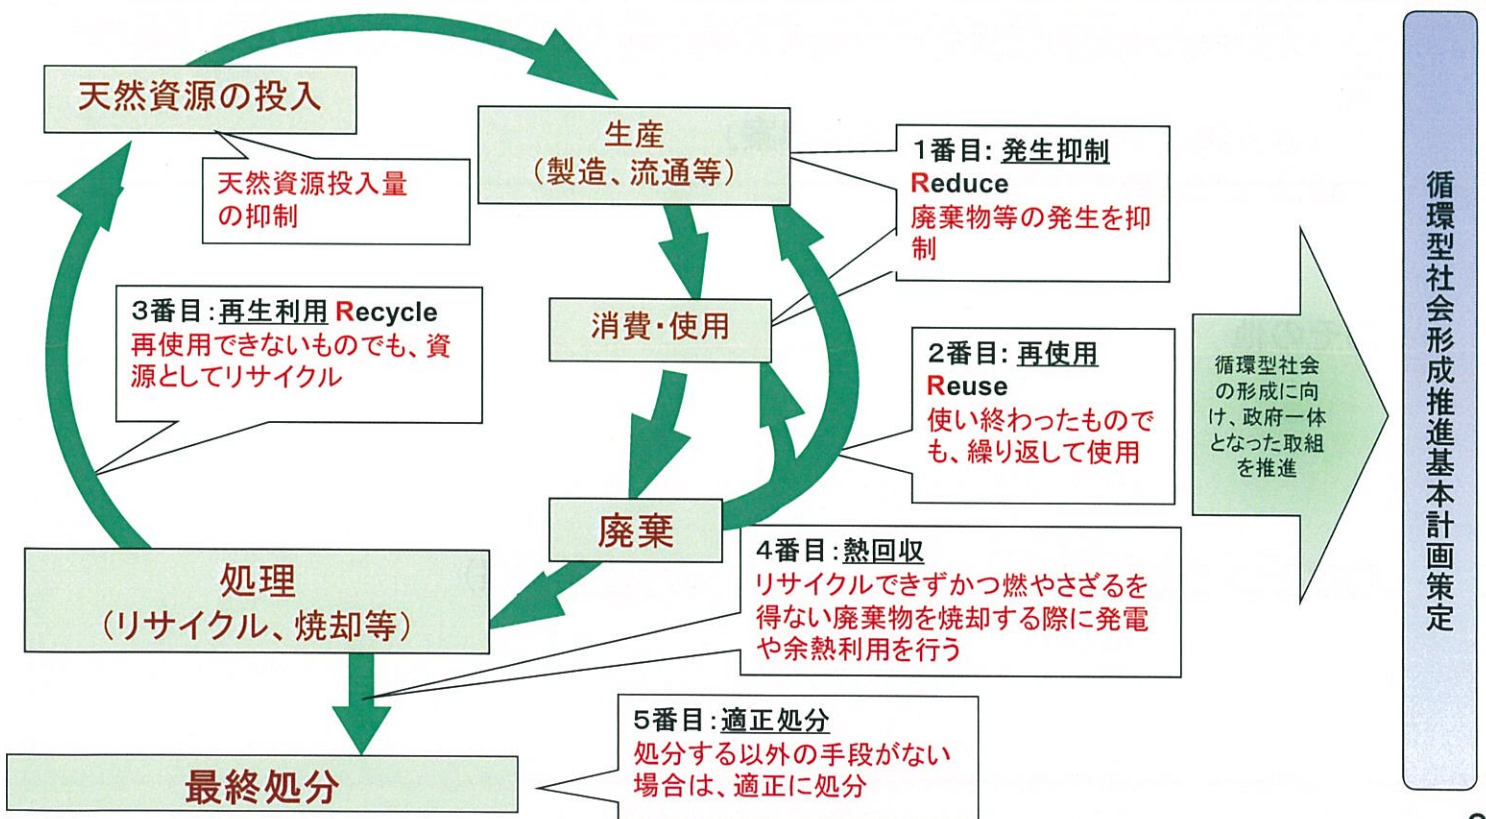 天然資源の投入
天然資源投入量
の抑制
生産
（製造、流通等）
1番目：発生抑制
Reduce
廃棄物等の発生を抑
制
消費・使用
2番目：再使用
Reuse
使い終わったもので
も、繰り返して使用
3番目：再生利用 Recycle
再使用できないものでも、資
源としてリサイクル
廃棄
処理
（リサイクル、焼却等）
4番目：熱回収
リサイクルできずかつ燃やさざるを
得ない廃棄物を焼却する際に発電
や余熱利用を行う
最終処分
5番目：適正処分
処分する以外の手段がない
場合は、適正に処分
循環型社会
の形成に向
け、政府一体
となった取組
を推進
循環型社会形成推進基本計画策定